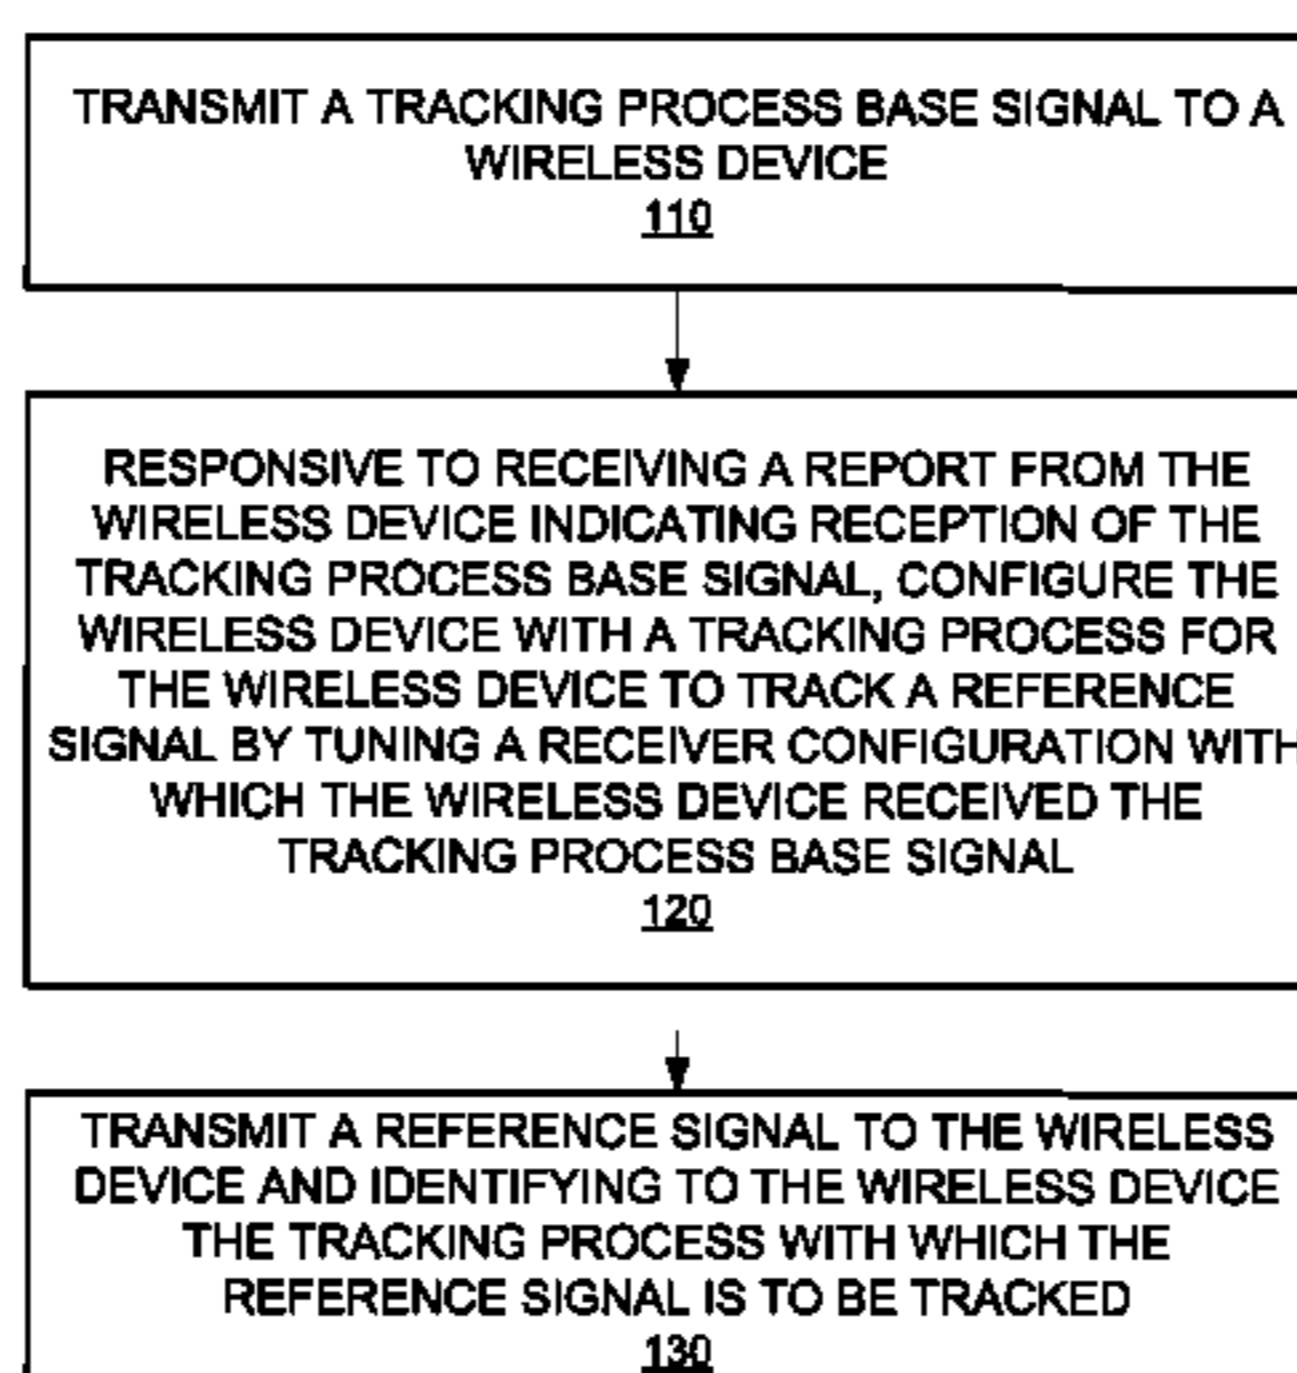 TRANSMIT A TRACKING PROCESS BASE SIGNAL TO A
WIRELESS DEVICE
110
RESPONSIVE TO RECEIVING A REPORT FROM THE
WIRELESS DEVICE INDICATING RECEPTION OF THE
TRACKING PROCESS BASE SIGNAL, CONFIGURE THE
WIRELESS DEVICE WITH A TRACKING PROCESS FOR
THE WIRELESS DEVICE TO TRACK A REFERENCE
SIGNAL BY TUNING A RECEIVER CONFIGURATION WITH
WHICH THE WIRELESS DEVICE RECEIVED THE
TRACKING PROCESS BASE SIGNAL
120
TRANSMIT A REFERENCE SIGNAL TO THE WIRELESS
DEVICE AND IDENTIFYING TO THE WIRELESS DEVICE
THE TRACKING PROCESS WITH WHICH THE
REFERENCE SIGNAL IS TO BE TRACKED
130